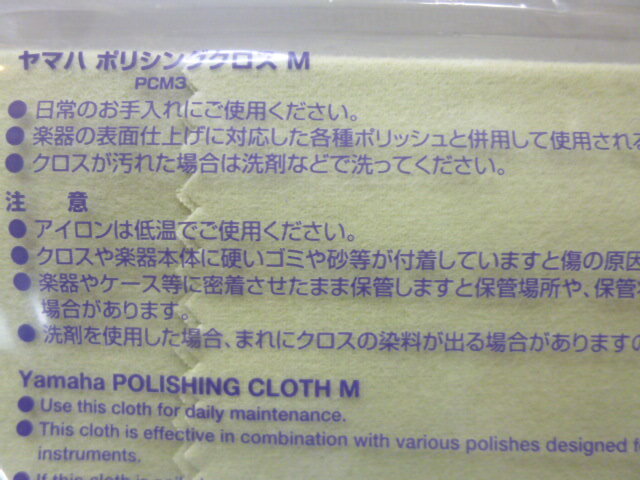 ヤマハ ポリシングクロス M
PCM3
● 日常のお手入れにご使用ください。
● 楽器の表面仕上げに対応した各種ポリッシュと併用して使用される
● クロスが汚れた場合は洗剤などで洗ってください。
注 意
● アイロンは低温でご使用ください。
● クロスや楽器本体に硬いゴミや砂等が付着していますと傷の原因
● 楽器やケース等に密着させたまま保管しますと保管場所や、保管
場合があります。
● 洗剤を使用した場合、まれにクロスの染料が出る場合がありますの
Yamaha POLISHING CLOTH M
● Use this cloth for daily maintenance.
● This cloth is effective in combination with various polishes designed f
instruments.
● If this cloth is